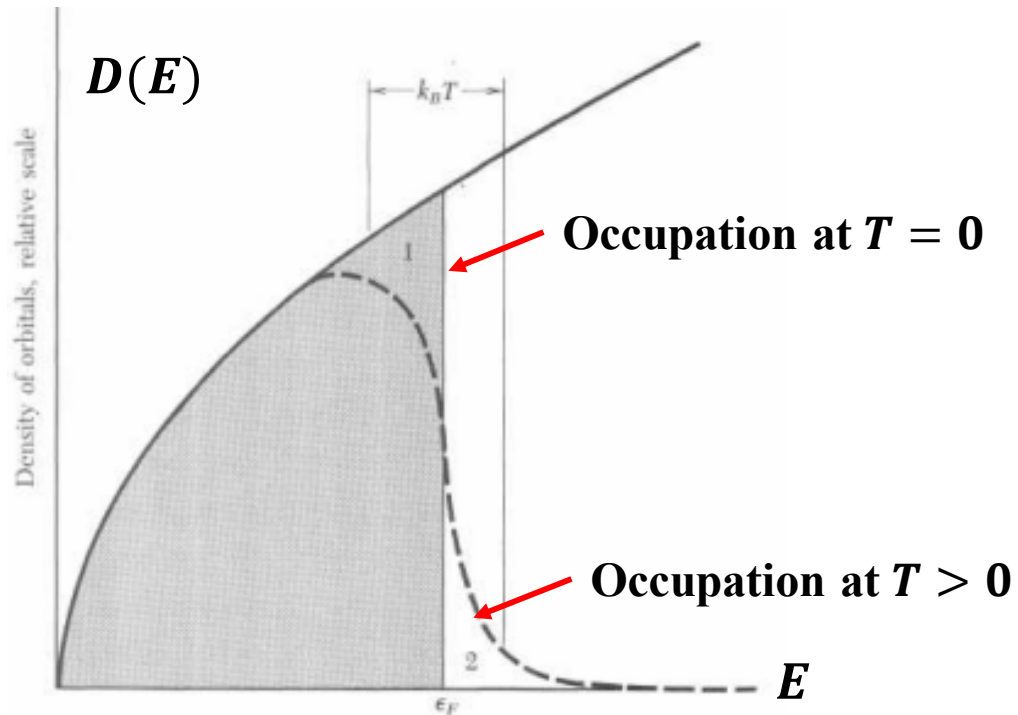 D(E)
k_BT
Density of orbitals, relative scale
1
Occupation at T = 0
Occupation at T > 0
2
E
ϵ_F